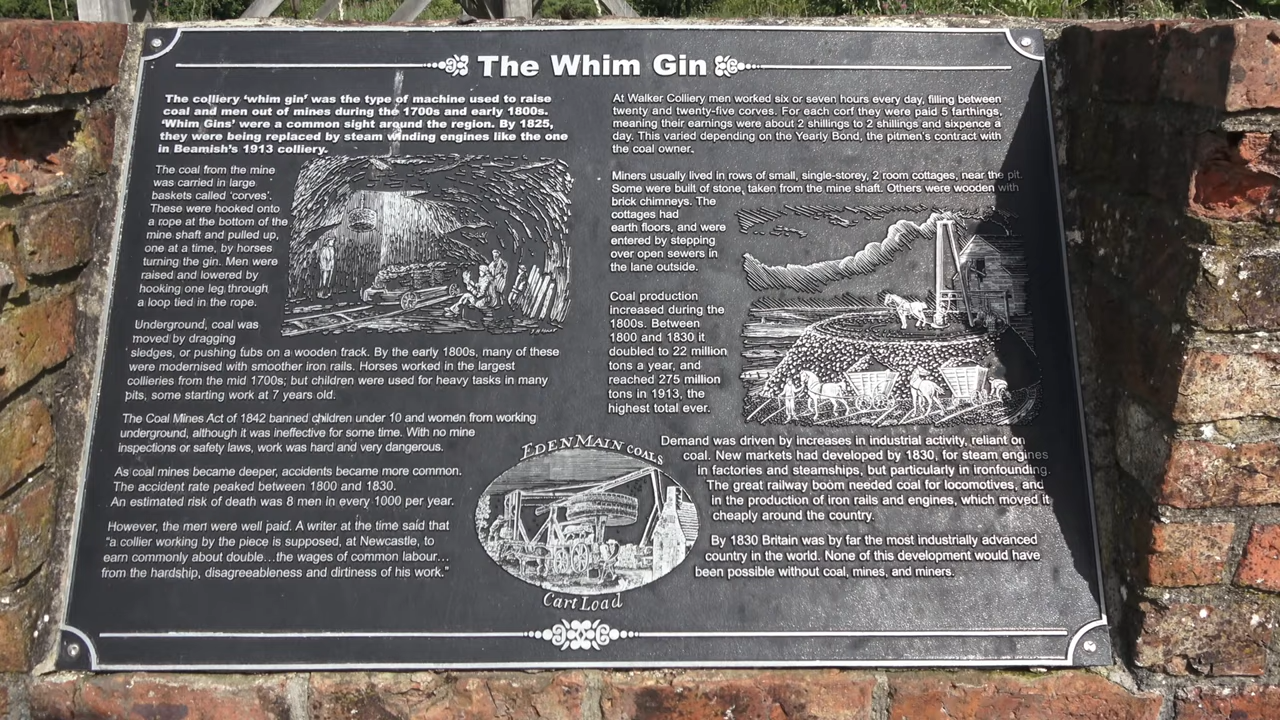 The Whim Gin
The colliery 'whim gin' was the type of machine used to raise
coal and men out of mines during the 1700s and early 1800s.
'Whim Gins' were a common sight around the region. By 1825,
they were being replaced by steam winding engines like the one
in Beamish's 1913 colliery.
The coal from the mine
was carried in large
baskets called 'corves'.
These were hooked onto
a rope at the bottom of the
mine shaft and pulled up,
one at a time, by horses
turning the gin. Men were
raised and lowered by
hooking one leg through
a loop tied in the rope.
Underground, coal was
moved by dragging
sledges, or pushing tubs on a wooden track. By the early 1800s, many of these
were modernised with smoother iron rails. Horses worked in the largest
collieries from the mid 1700s; but children were used for heavy tasks in many
pits, some starting work at 7 years old.
The Coal Mines Act of 1842 banned children under 10 and women from working
underground, although it was ineffective for some time. With no mine
inspections or safety laws, work was hard and very dangerous.
As coal mines became deeper, accidents became more common.
The accident rate peaked between 1800 and 1830.
An estimated risk of death was 8 men in every 1000 per year.
However, the men were well paid. A writer at the time said that
"a collier working by the piece is supposed, at Newcastle, to
earn commonly about double...the wages of common labour...
from the hardship, disagreeableness and dirtiness of his work."
At Walker Colliery men worked six or seven hours every day, filling between
twenty and twenty-five corves. For each corf they were paid 5 farthings,
meaning their earnings were about 2 shillings to 2 shillings and sixpence a
day. This varied depending on the Yearly Bond, the pitmen's contract with
the coal owner.
Miners usually lived in rows of small, single-storey, 2 room cottages, near the pit.
Some were built of stone, taken from the mine shaft. Others were wooden with
brick chimneys. The
cottages had
earth floors, and were
entered by stepping
over open sewers in
the lane outside.
Coal production
increased during the
1800s. Between
1800 and 1830 it
doubled to 22 million
tons a year, and
reached 275 million
tons in 1913, the
highest total ever.
Demand was driven by increases in industrial activity, reliant on
coal. New markets had developed by 1830, for steam engines
in factories and steamships, but particularly in ironfounding.
The great railway boom needed coal for locomotives, and
in the production of iron rails and engines, which moved it
cheaply around the country.
By 1830 Britain was by far the most industrially advanced
country in the world. None of this development would have
been possible without coal, mines, and miners.
EDEN MAIN COALS
Cart Load